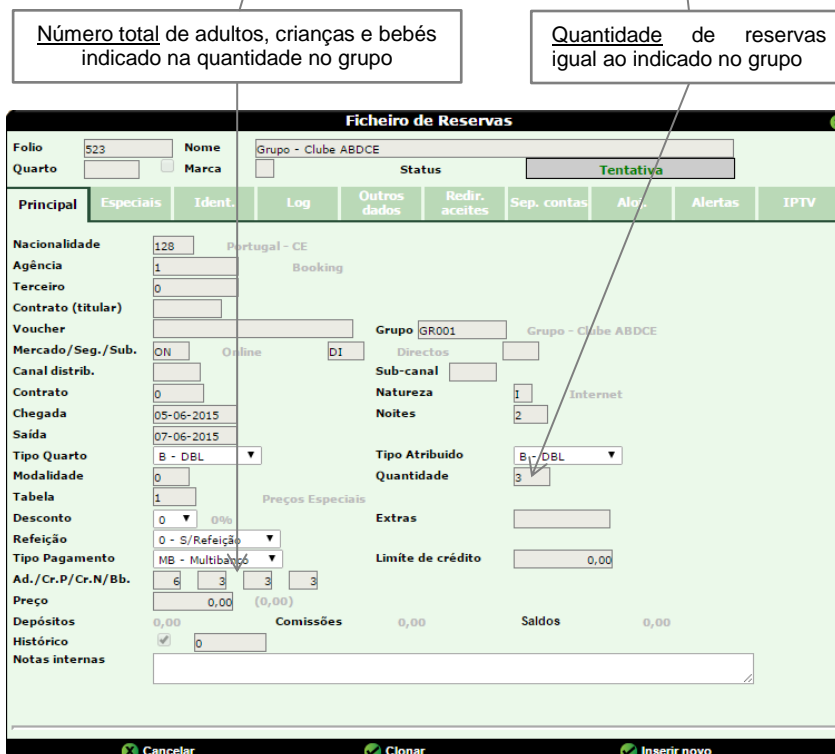 Número total de adultos, crianças e bebés
indicado na quantidade no grupo
Quantidade de reservas
igual ao indicado no grupo
Ficheiro de Reservas
Folio 523 Nome Grupo - Clube ABDCE
Quarto Marca Status Tentativa
Principal Especiais Ident. Log Outros dados Redir. aceites Sep. contas Aloj. Alertas IPTV
Nacionalidade 128 Portugal - CE
Agência 1 Booking
Terceiro 0
Contrato (titular)
Voucher Grupo GR001 Grupo - Clube ABDCE
Mercado/Seg./Sub. ON Online DI Directos
Canal distrib. Sub-canal
Contrato 0 Natureza I Internet
Chegada 05-06-2015 Noites 2
Saída 07-06-2015
Tipo Quarto B - DBL Tipo Atribuido B - DBL
Modalidade 0 Quantidade 3
Tabela 1 Preços Especiais
Desconto 0 0% Extras
Refeição 0 - S/Refeição
Tipo Pagamento MB - Multibanco Limíte de crédito 0,00
Ad./Cr.P/Cr.N/Bb. 6 3 3 3
Preço 0,00 (0,00)
Depósitos 0,00 Comissões 0,00 Saldos 0,00
Histórico 0
Notas internas
Cancelar Clonar Inserir novo